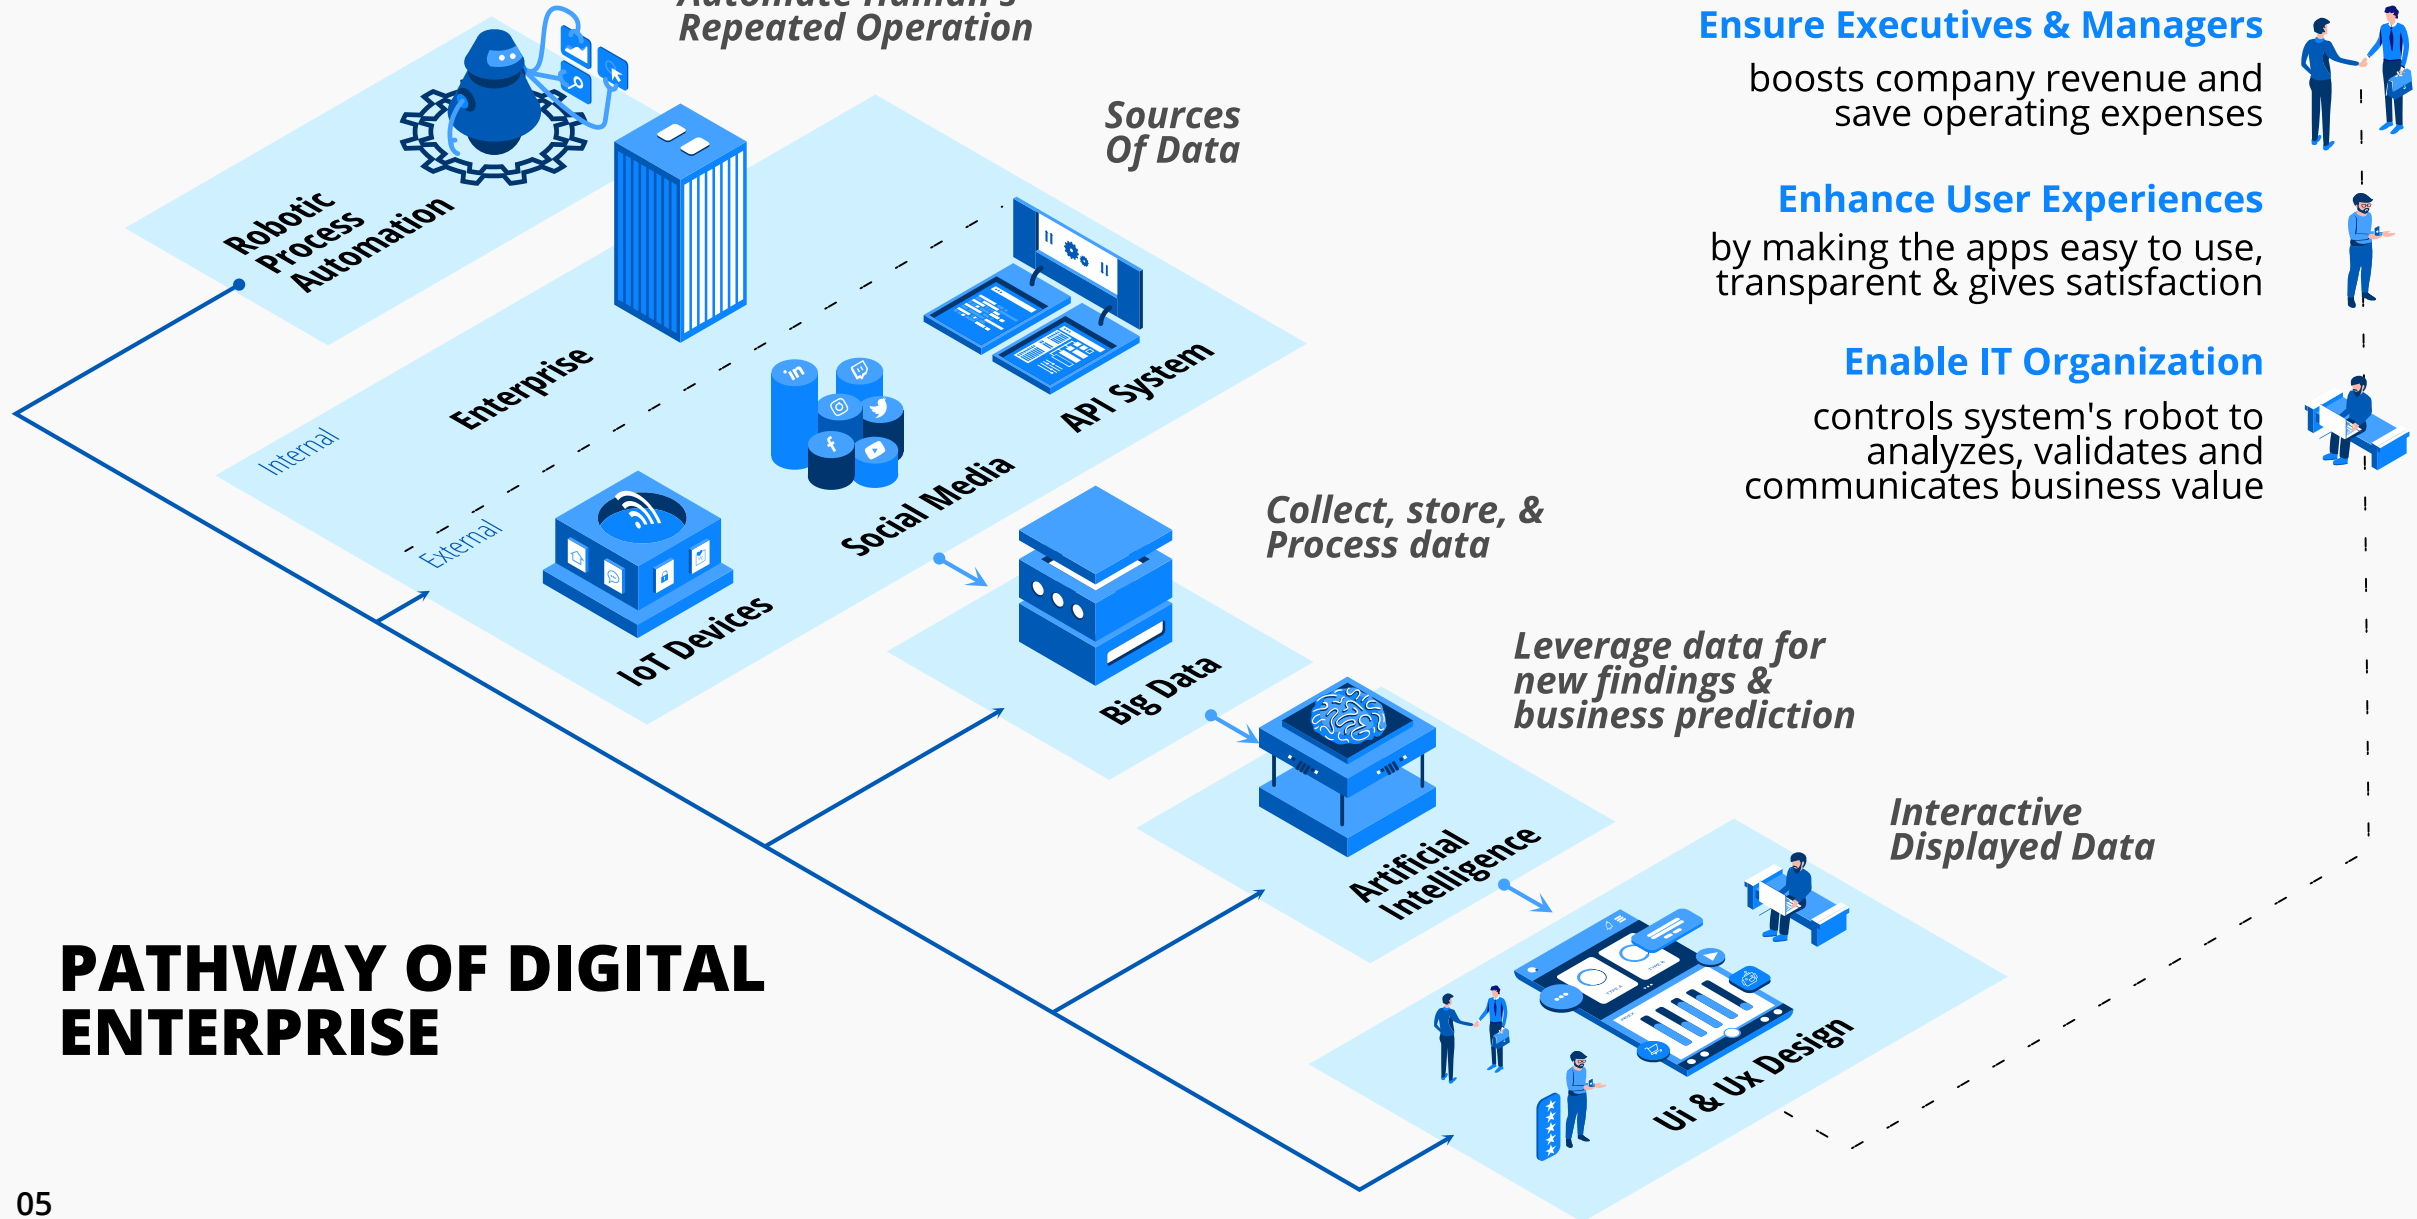 Automate Human's
Repeated Operation
Robotic
Process
Automation
Sources
Of Data
Enterprise
Internal
External
API System
Social Media
IoT Devices
Collect, store, &
Process data
Big Data
Leverage data for
new findings &
business prediction
Artificial
Intelligence
Interactive
Displayed Data
Ui & Ux Design
Ensure Executives & Managers
boosts company revenue and
save operating expenses
Enhance User Experiences
by making the apps easy to use,
transparent & gives satisfaction
Enable IT Organization
controls system's robot to
analyzes, validates and
communicates business value
PATHWAY OF DIGITAL
ENTERPRISE
05